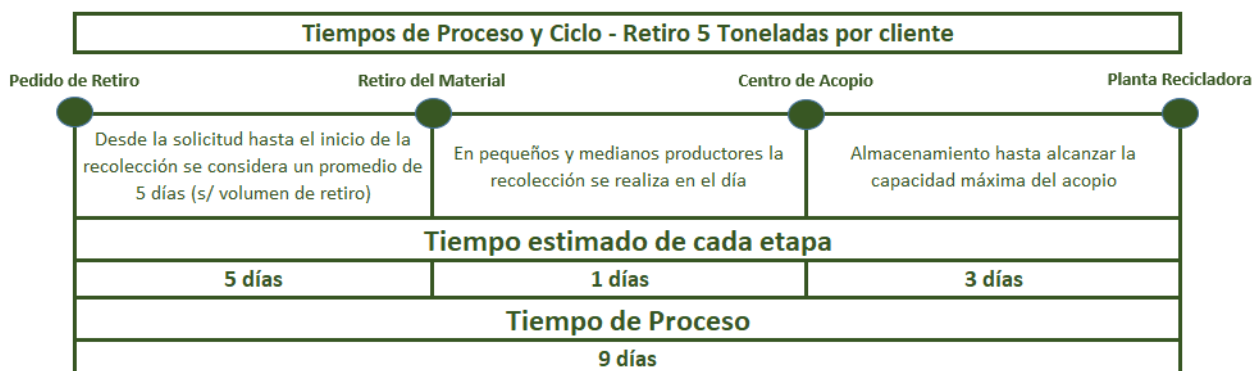 Tiempos de Proceso y Ciclo - Retiro 5 Toneladas por cliente
Pedido de Retiro
Retiro del Material
Centro de Acopio
Planta Recicladora
Desde la solicitud hasta el inicio de la
recolección se considera un promedio de
5 días (s/ volumen de retiro)
En pequeños y medianos productores la
recolección se realiza en el día
Almacenamiento hasta alcanzar la
capacidad máxima del acopio
Tiempo estimado de cada etapa
5 días
1 días
3 días
Tiempo de Proceso
9 días